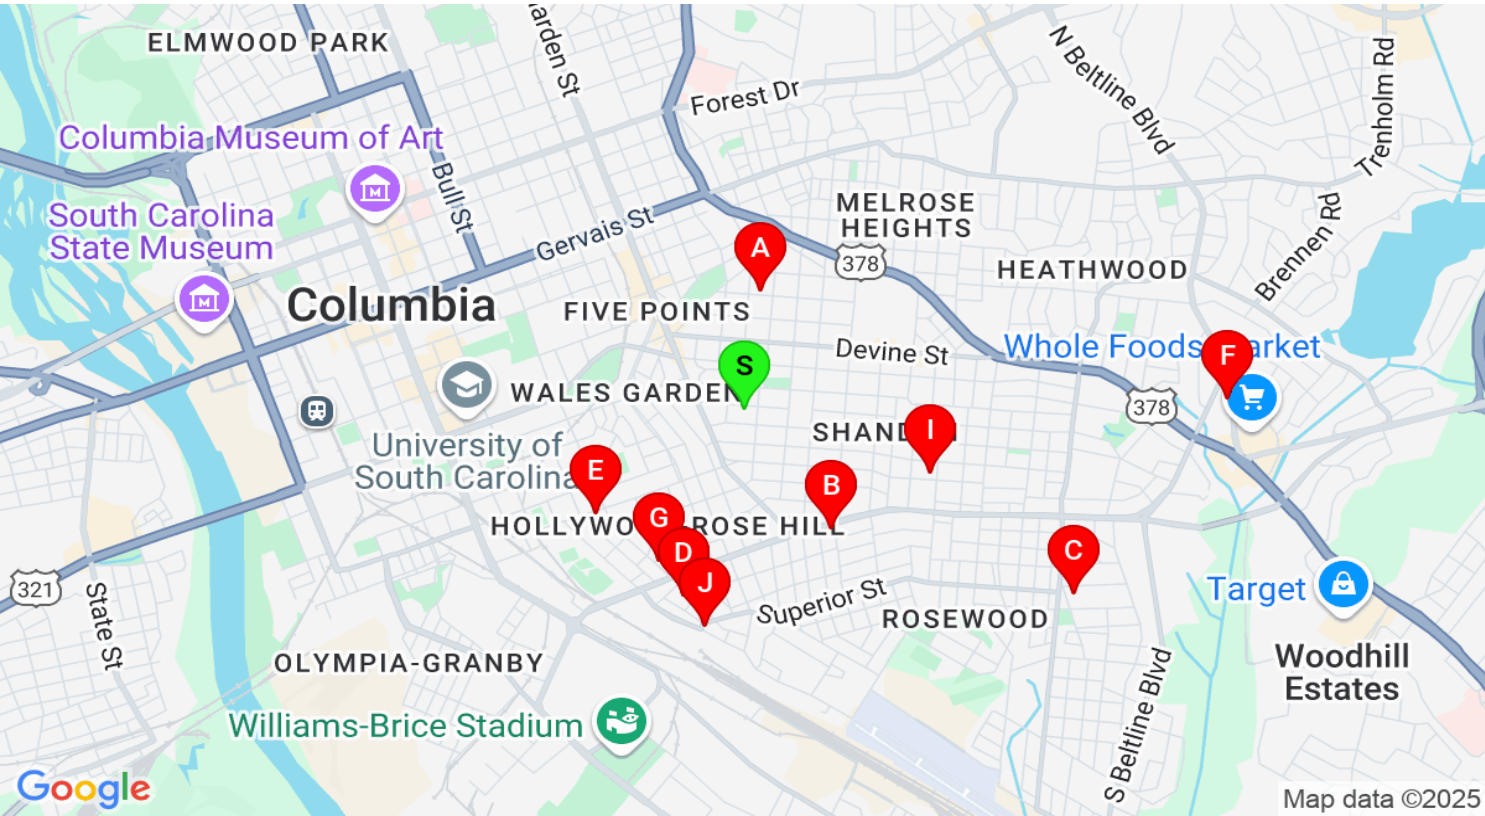 ELMWOOD PARK
Forest Dr
N Beltline Blvd
Trenholm Rd
Columbia Museum of Art
Bull St
South Carolina
State Museum
Gervais St
MELROSE
HEIGHTS
Brennen Rd
A
378
HEATHWOOD
Columbia
FIVE POINTS
Devine St
Whole Foods
F
S
WALES GARDEN
378
University of
South Carolina
I
E
B
G
ROSE HILL
D
C
J
321
State St
Superior St
ROSEWOOD
Target
OLYMPIA-GRANBY
Woodhill
Estates
Williams-Brice Stadium
S Beltline Blvd
Google
Map data ©2025